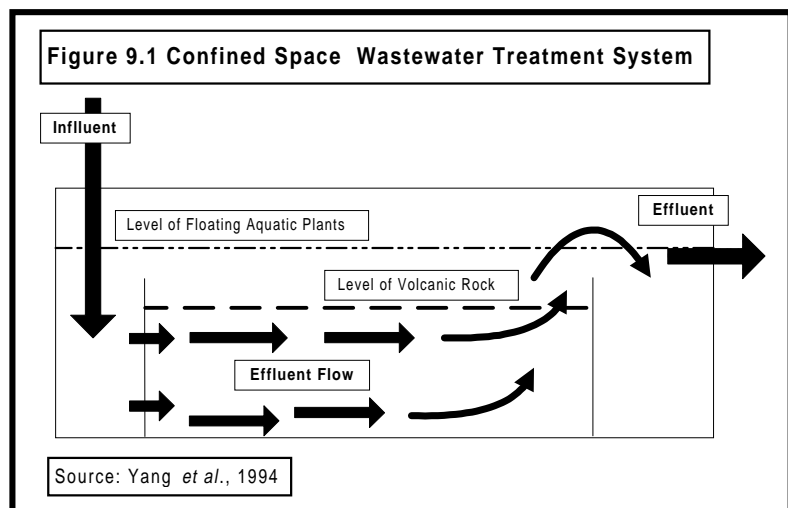 Figure 9.1 Confined Space Wastewater Treatment System
Inflluent
Level of Floating Aquatic Plants
Effluent
Level of Volcanic Rock
Effluent Flow
Source: Yang et al., 1994